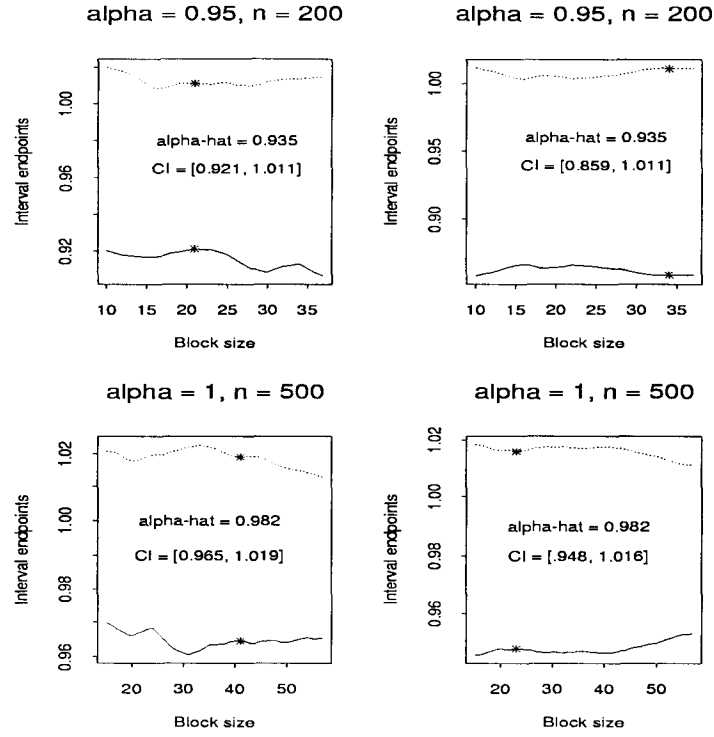 alpha = 0.95, n = 200
1.00
0.96
0.92
Interval endpoints
alpha-hat = 0.935
CI = [0.921, 1.011]
10 15 20 25 30 35
Block size
alpha = 0.95, n = 200
1.00
0.95
0.90
Interval endpoints
alpha-hat = 0.935
CI = [0.859, 1.011]
10 15 20 25 30 35
Block size
alpha = 1, n = 500
1.02
1.00
0.98
0.96
Interval endpoints
alpha-hat = 0.982
CI = [0.965, 1.019]
20 30 40 50
Block size
alpha = 1, n = 500
1.02
1.00
0.98
0.96
Interval endpoints
alpha-hat = 0.982
CI = [.948, 1.016]
20 30 40 50
Block size